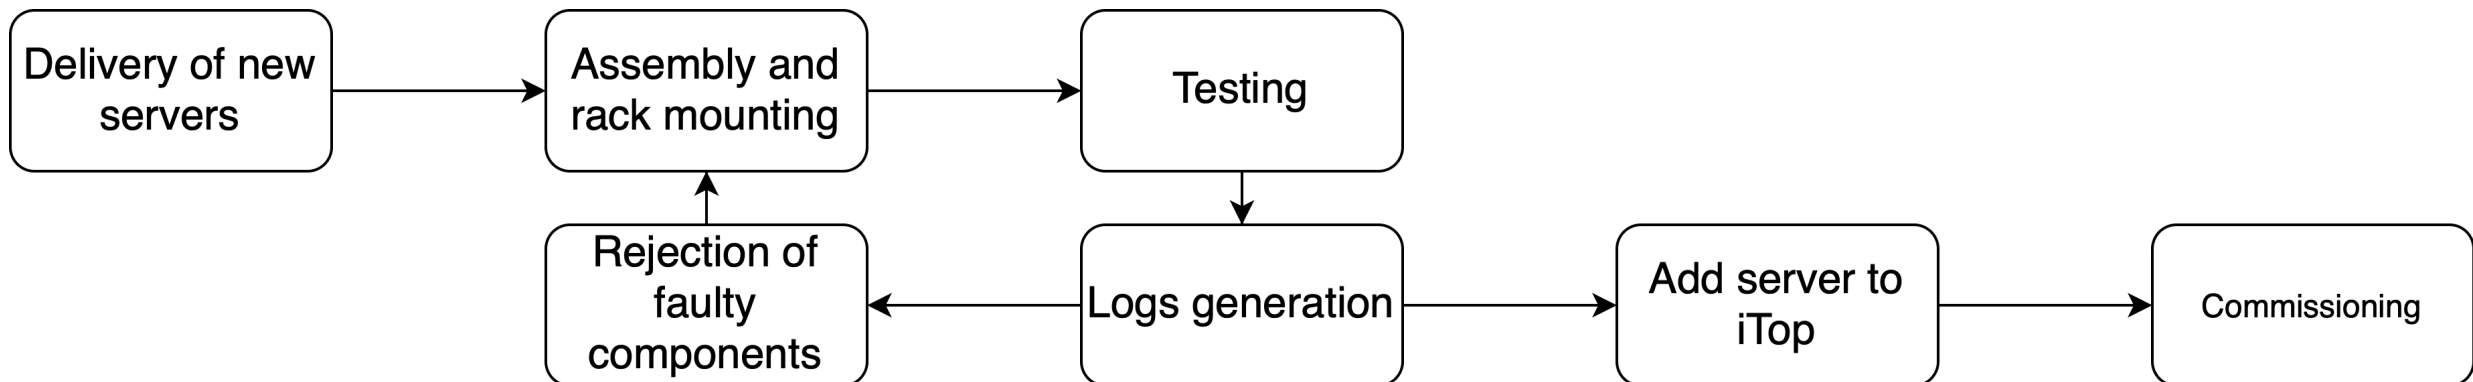 Delivery of new
servers
Assembly and
rack mounting
Testing
Rejection of
faulty
components
Logs generation
Add server to
iTop
Commissioning